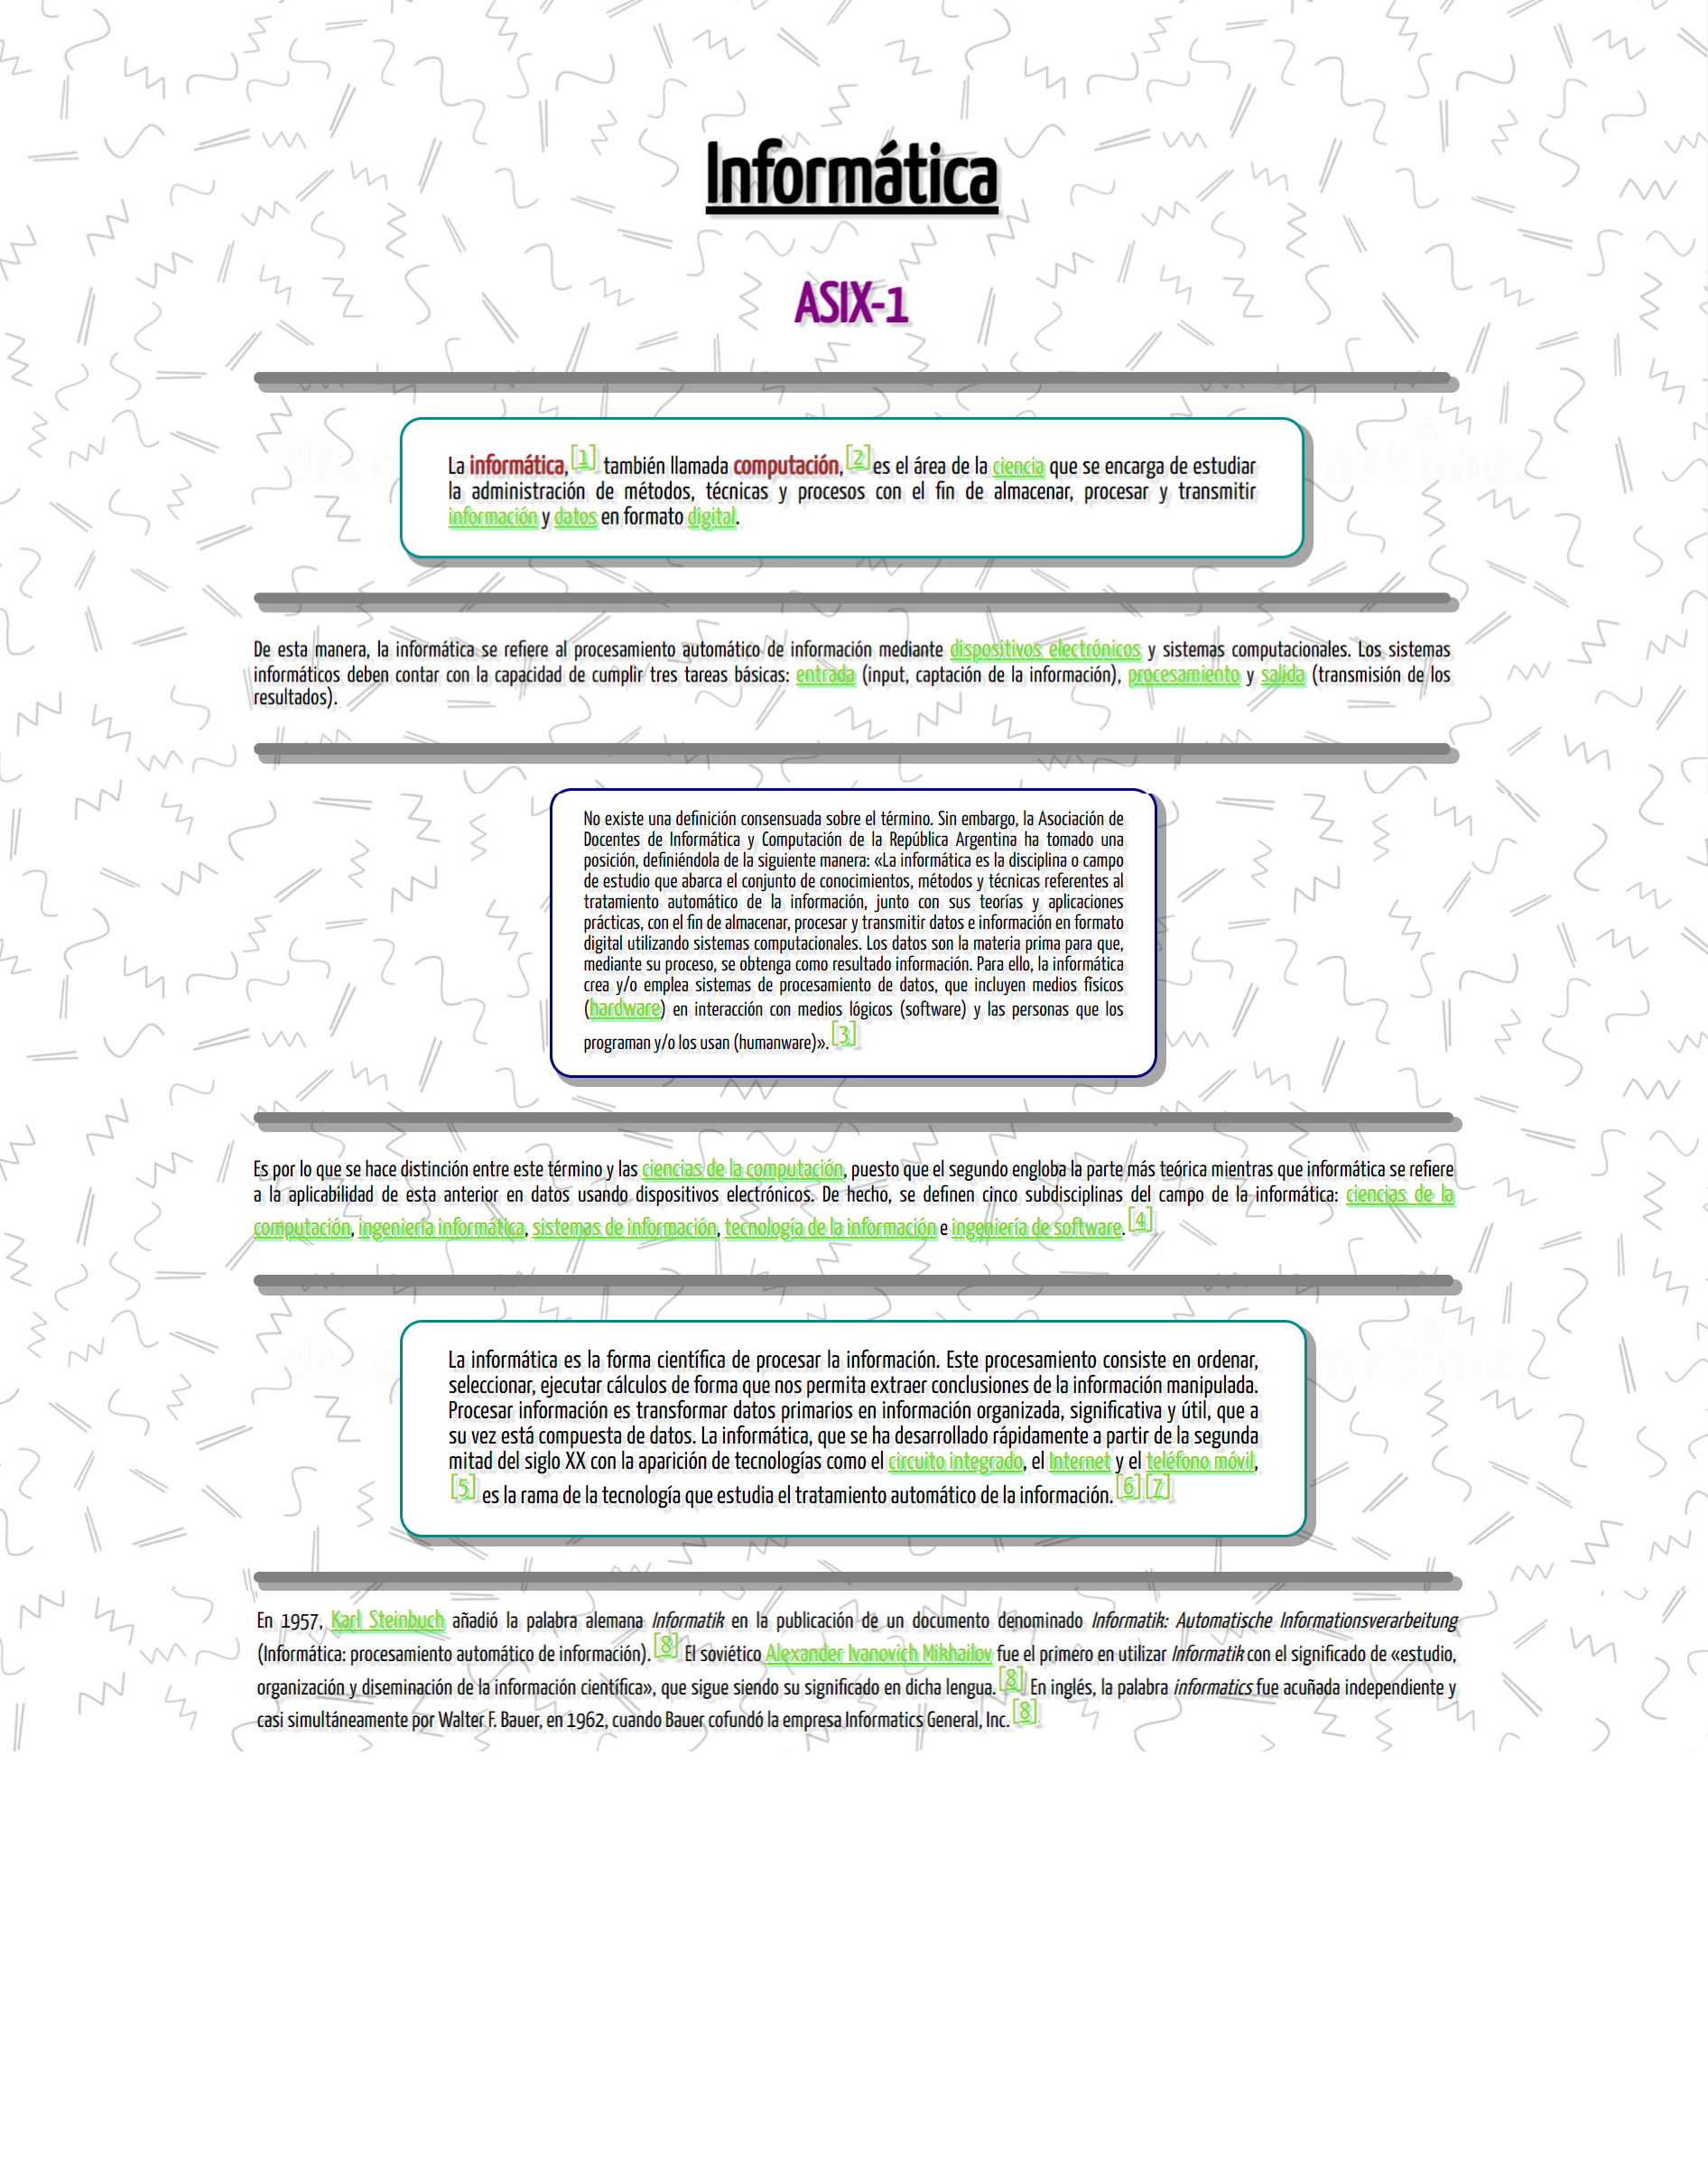 Informática
ASIX-1
La informática,[1] también llamada computación,[2] es el área de la ciencia que se encarga de estudiar
la administración de métodos, técnicas y procesos con el fin de almacenar, procesar y transmitir
información y datos en formato digital.
De esta manera, la informática se refiere al procesamiento automático de información mediante dispositivos electrónicos y sistemas computacionales. Los sistemas
informáticos deben contar con la capacidad de cumplir tres tareas básicas: entrada (input, captación de la información), procesamiento y salida (transmisión de los
resultados).
No existe una definición consensuada sobre el término. Sin embargo, la Asociación de
Docentes de Informática y Computación de la República Argentina ha tomado una
posición, definiéndola de la siguiente manera: «La informática es la disciplina o campo
de estudio que abarca el conjunto de conocimientos, métodos y técnicas referentes al
tratamiento automático de la información, junto con sus teorías y aplicaciones
prácticas, con el fin de almacenar, procesar y transmitir datos e información en formato
digital utilizando sistemas computacionales. Los datos son la materia prima para que,
mediante su proceso, se obtenga como resultado información. Para ello, la informática
crea y/o emplea sistemas de procesamiento de datos, que incluyen medios físicos
(hardware) en interacción con medios lógicos (software) y las personas que los
programan y/o los usan (humanware)».[3]
Es por lo que se hace distinción entre este término y las ciencias de la computación, puesto que el segundo engloba la parte más teórica mientras que informática se refiere
a la aplicabilidad de esta anterior en datos usando dispositivos electrónicos. De hecho, se definen cinco subdisciplinas del campo de la informática: ciencias de la
computación, ingeniería informática, sistemas de información, tecnología de la información e ingeniería de software.[4]
La informática es la forma científica de procesar la información. Este procesamiento consiste en ordenar,
seleccionar, ejecutar cálculos de forma que nos permita extraer conclusiones de la información manipulada.
Procesar información es transformar datos primarios en información organizada, significativa y útil, que a
su vez está compuesta de datos. La informática, que se ha desarrollado rápidamente a partir de la segunda
mitad del siglo XX con la aparición de tecnologías como el circuito integrado, el Internet y el teléfono móvil,
[5] es la rama de la tecnología que estudia el tratamiento automático de la información.[6][7]
En 1957, Karl Steinbuch añadió la palabra alemana Informatik en la publicación de un documento denominado Informatik: Automatische Informationsverarbeitung
(Informática: procesamiento automático de información).[8] El soviético Alexander Ivanovich Mikhailov fue el primero en utilizar Informatik con el significado de «estudio,
organización y diseminación de la información científica», que sigue siendo su significado en dicha lengua.[8] En inglés, la palabra informatics fue acuñada independiente y
casi simultáneamente por Walter F. Bauer, en 1962, cuando Bauer cofundó la empresa Informatics General, Inc.[8]